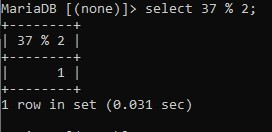 MariaDB [(none)]> select 37 % 2;
+--------+
| 37 % 2 |
+--------+
|      1 |
+--------+
1 row in set (0.031 sec)